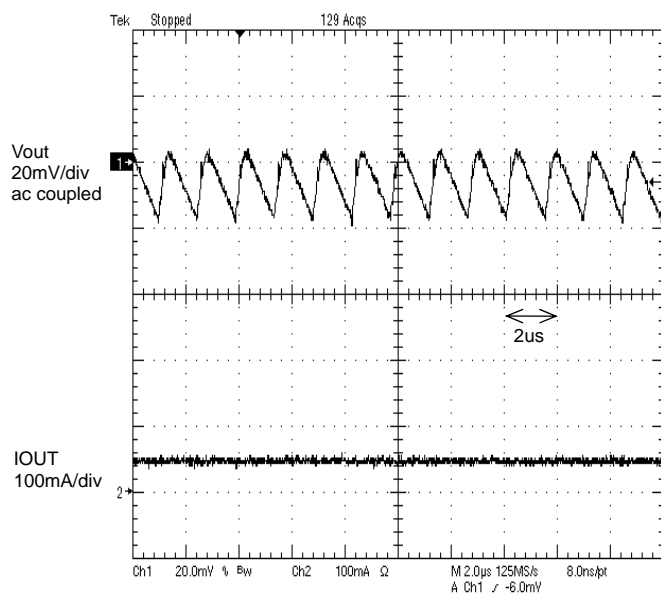 Tek Stopped 129 Acqs
Vout
20mV/div
ac coupled
1
2us
IOUT
100mA/div
2
Ch1 20.0mV % Bw Ch2 100mA Ω M 2.0µs 125MS/s 8.0ns/pt
A Ch1 / -6.0mV